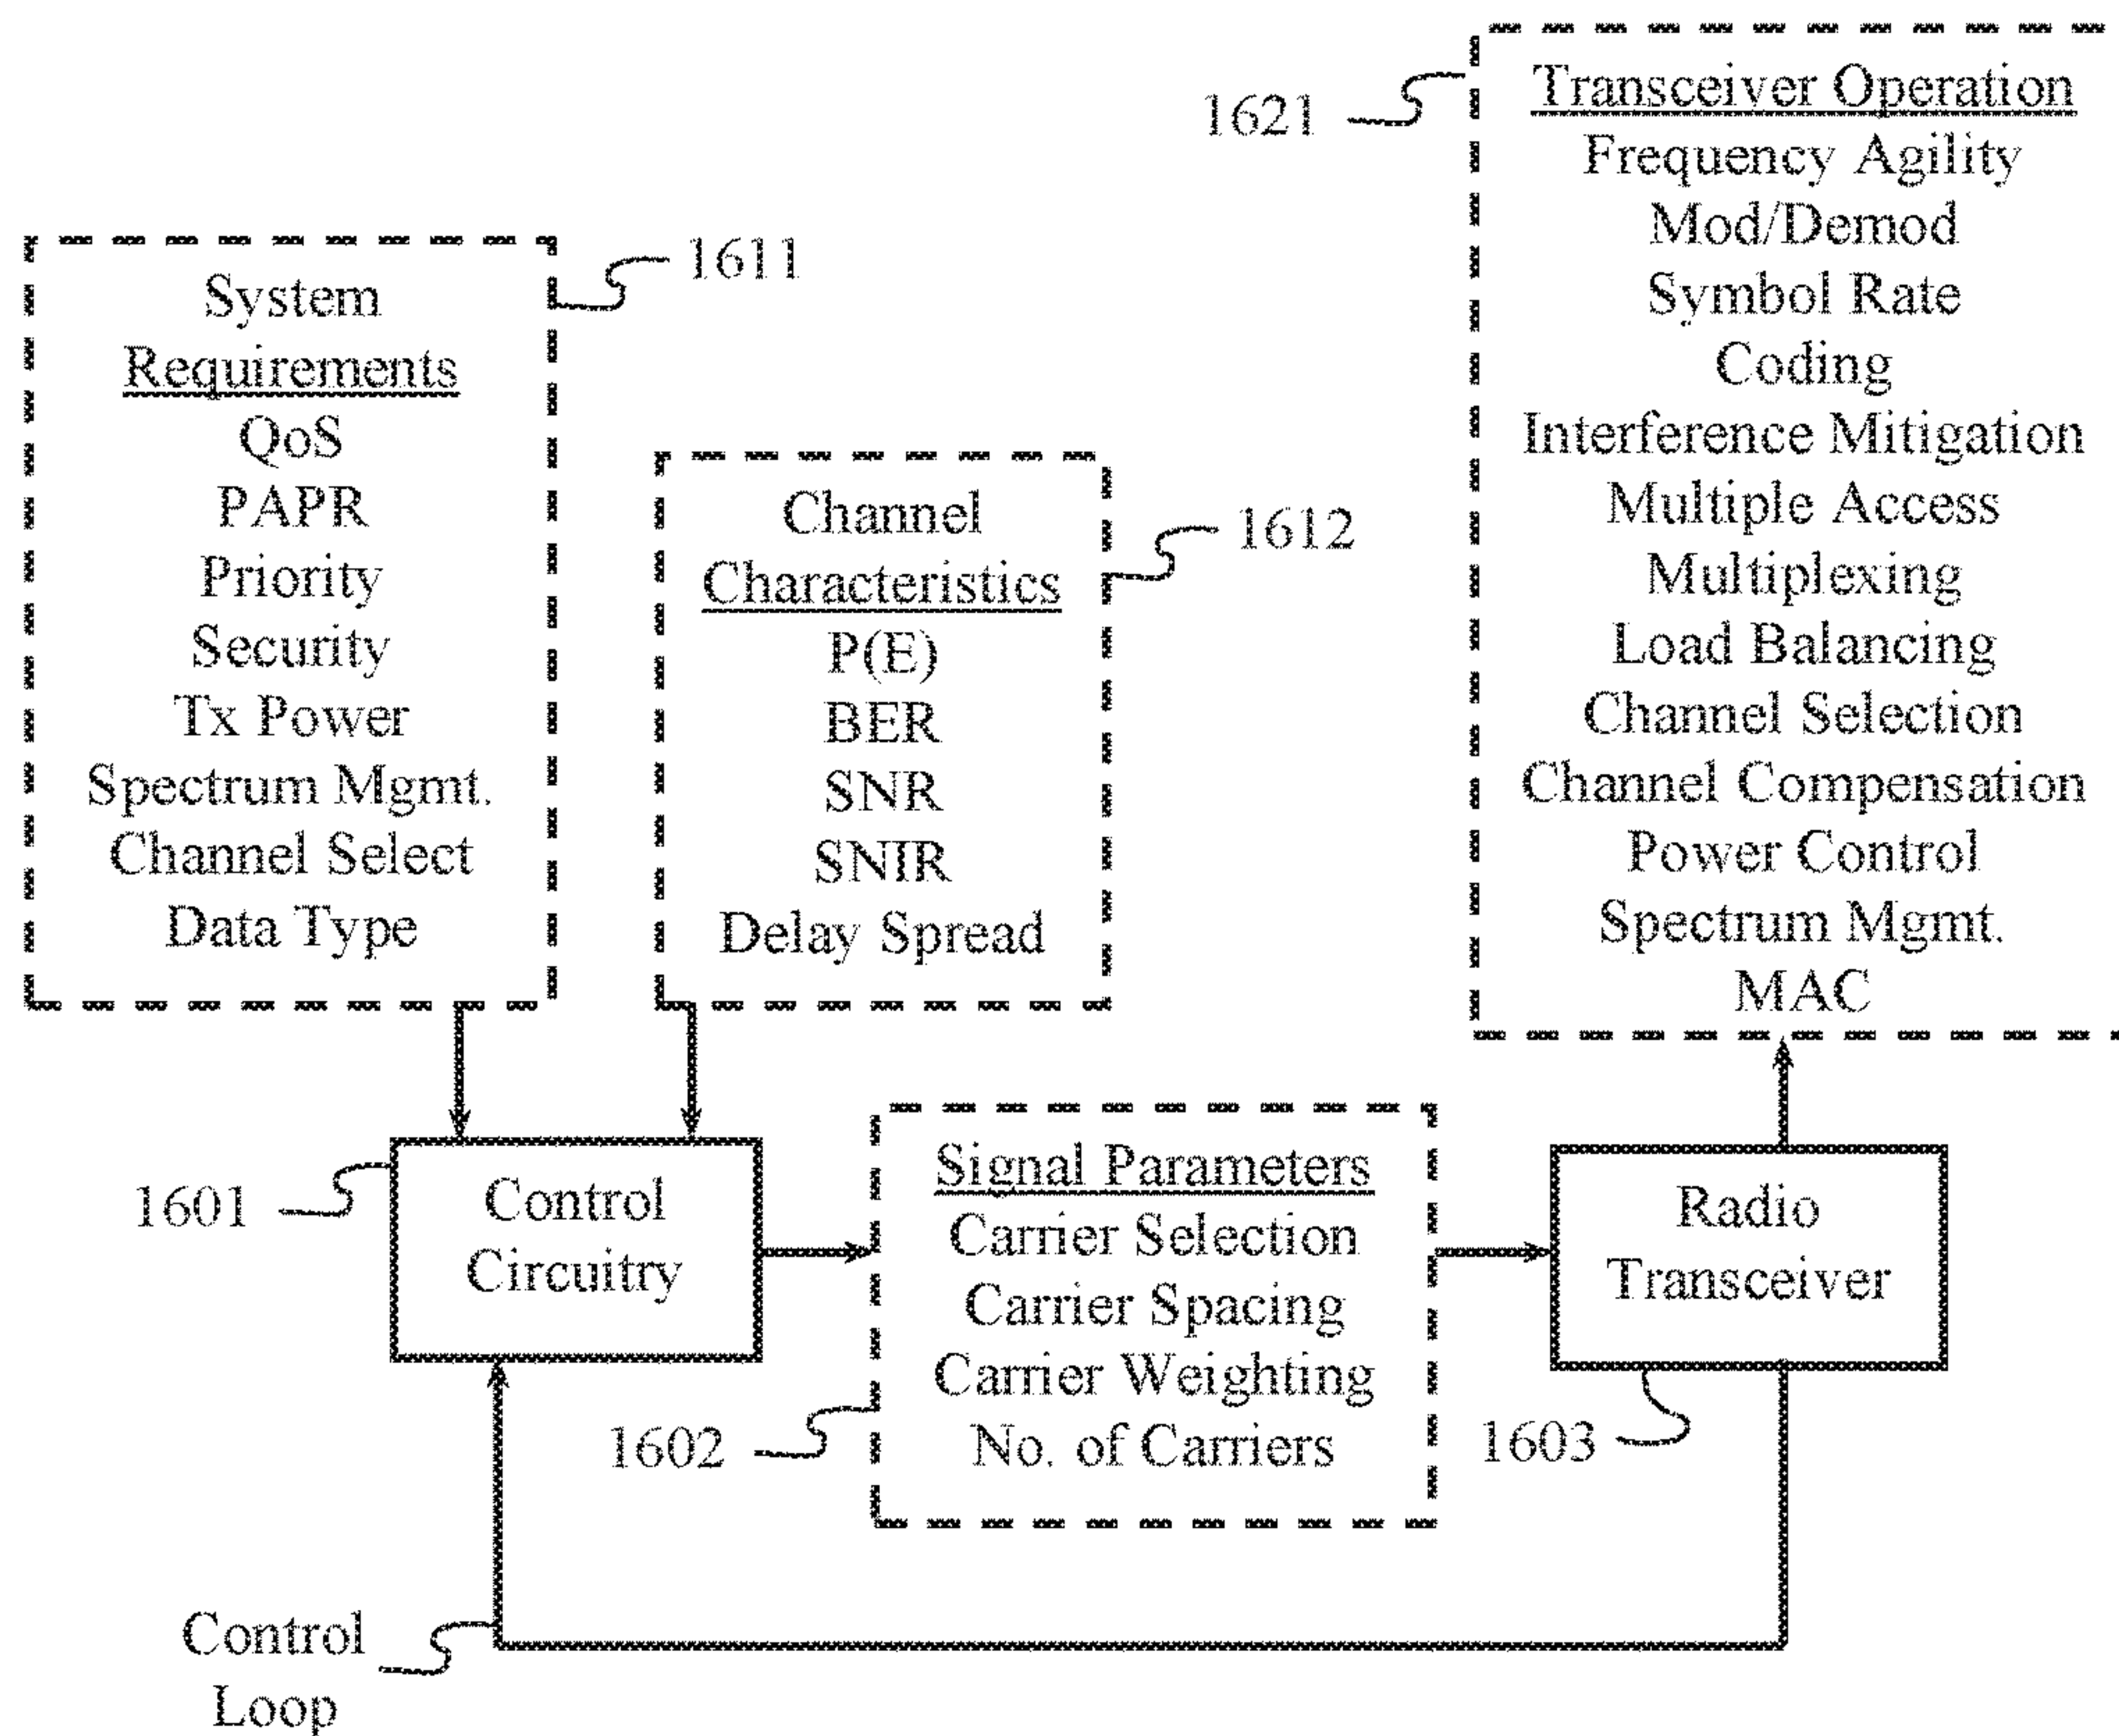 1621
Transceiver Operation
Frequency Agility
Mod/Demod
Symbol Rate
Coding
Interference Mitigation
Multiple Access
Multiplexing
Load Balancing
Channel Selection
Channel Compensation
Power Control
Spectrum Mgmt.
MAC
1611
System
Requirements
QoS
PAPR
Priority
Security
Tx Power
Spectrum Mgmt.
Channel Select
Data Type
1612
Channel
Characteristics
P(E)
BER
SNR
SNIR
Delay Spread
1601
Control
Circuitry
Signal Parameters
Carrier Selection
Carrier Spacing
Carrier Weighting
No. of Carriers
1602
Radio
Transceiver
1603
Control
Loop